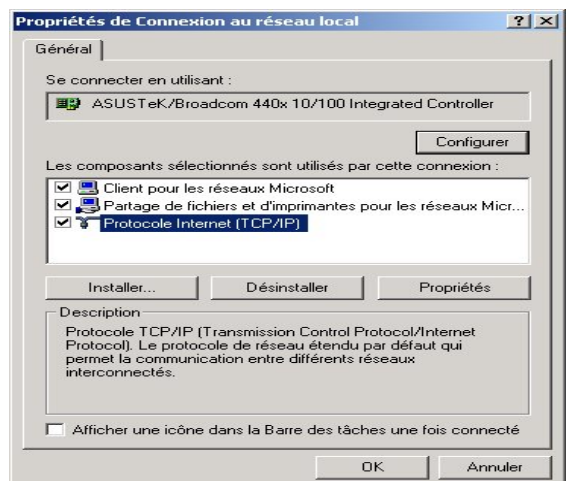 Propriétés de Connexion au réseau local
Général
Se connecter en utilisant :
ASUSTeK/Broadcom 440x 10/100 Integrated Controller
Configurer
Les composants sélectionnés sont utilisés par cette connexion :
Client pour les réseaux Microsoft
Partage de fichiers et d'imprimantes pour les réseaux Micr...
Protocole Internet (TCP/IP)
Installer...
Désinstaller
Propriétés
Description
Protocole TCP/IP (Transmission Control Protocol/Internet
Protocol). Le protocole de réseau étendu par défaut qui
permet la communication entre différents réseaux
interconnectés.
Afficher une icône dans la Barre des tâches une fois connecté
OK
Annuler